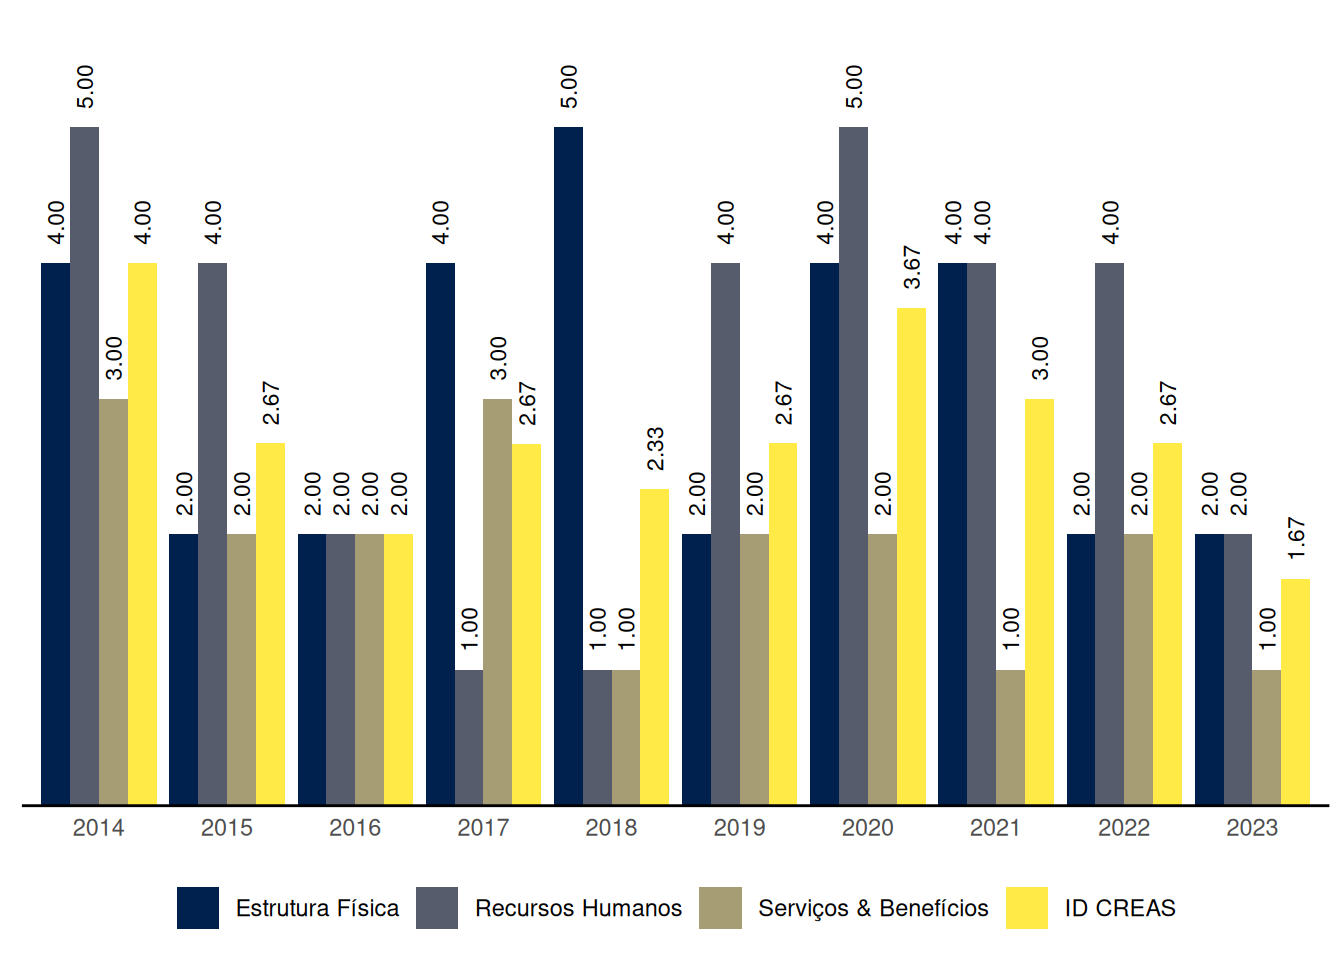 4.00 5.00 3.00 4.00
2.00 4.00 2.00 2.67
2.00 2.00 2.00 2.00
4.00 1.00 3.00 2.67
5.00 1.00 1.00 2.33
2.00 4.00 2.00 2.67
4.00 5.00 2.00 3.67
4.00 4.00 1.00 3.00
2.00 4.00 2.00 2.67
2.00 2.00 1.00 1.67
2014 2015 2016 2017 2018 2019 2020 2021 2022 2023
Estrutura Física Recursos Humanos Serviços & Benefícios ID CREAS